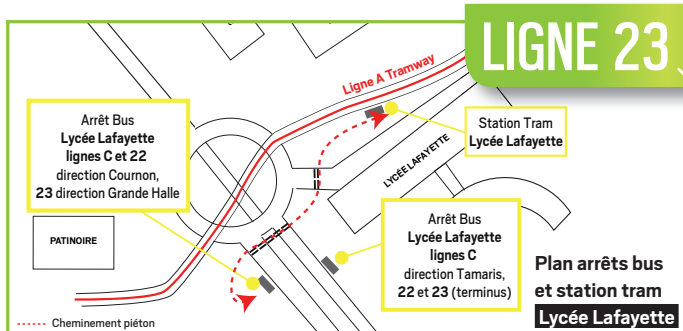 LIGNE 23
Ligne A Tramway
Arrêt Bus
Lycée Lafayette
lignes C et 22
direction Cournon,
23 direction Grande Halle
Station Tram
Lycée Lafayette
LYCÉE LAFAYETTE
PATINOIRE
Arrêt Bus
Lycée Lafayette
lignes C
direction Tamaris,
22 et 23 (terminus)
Plan arrêts bus
et station tram
Lycée Lafayette
Cheminement piéton